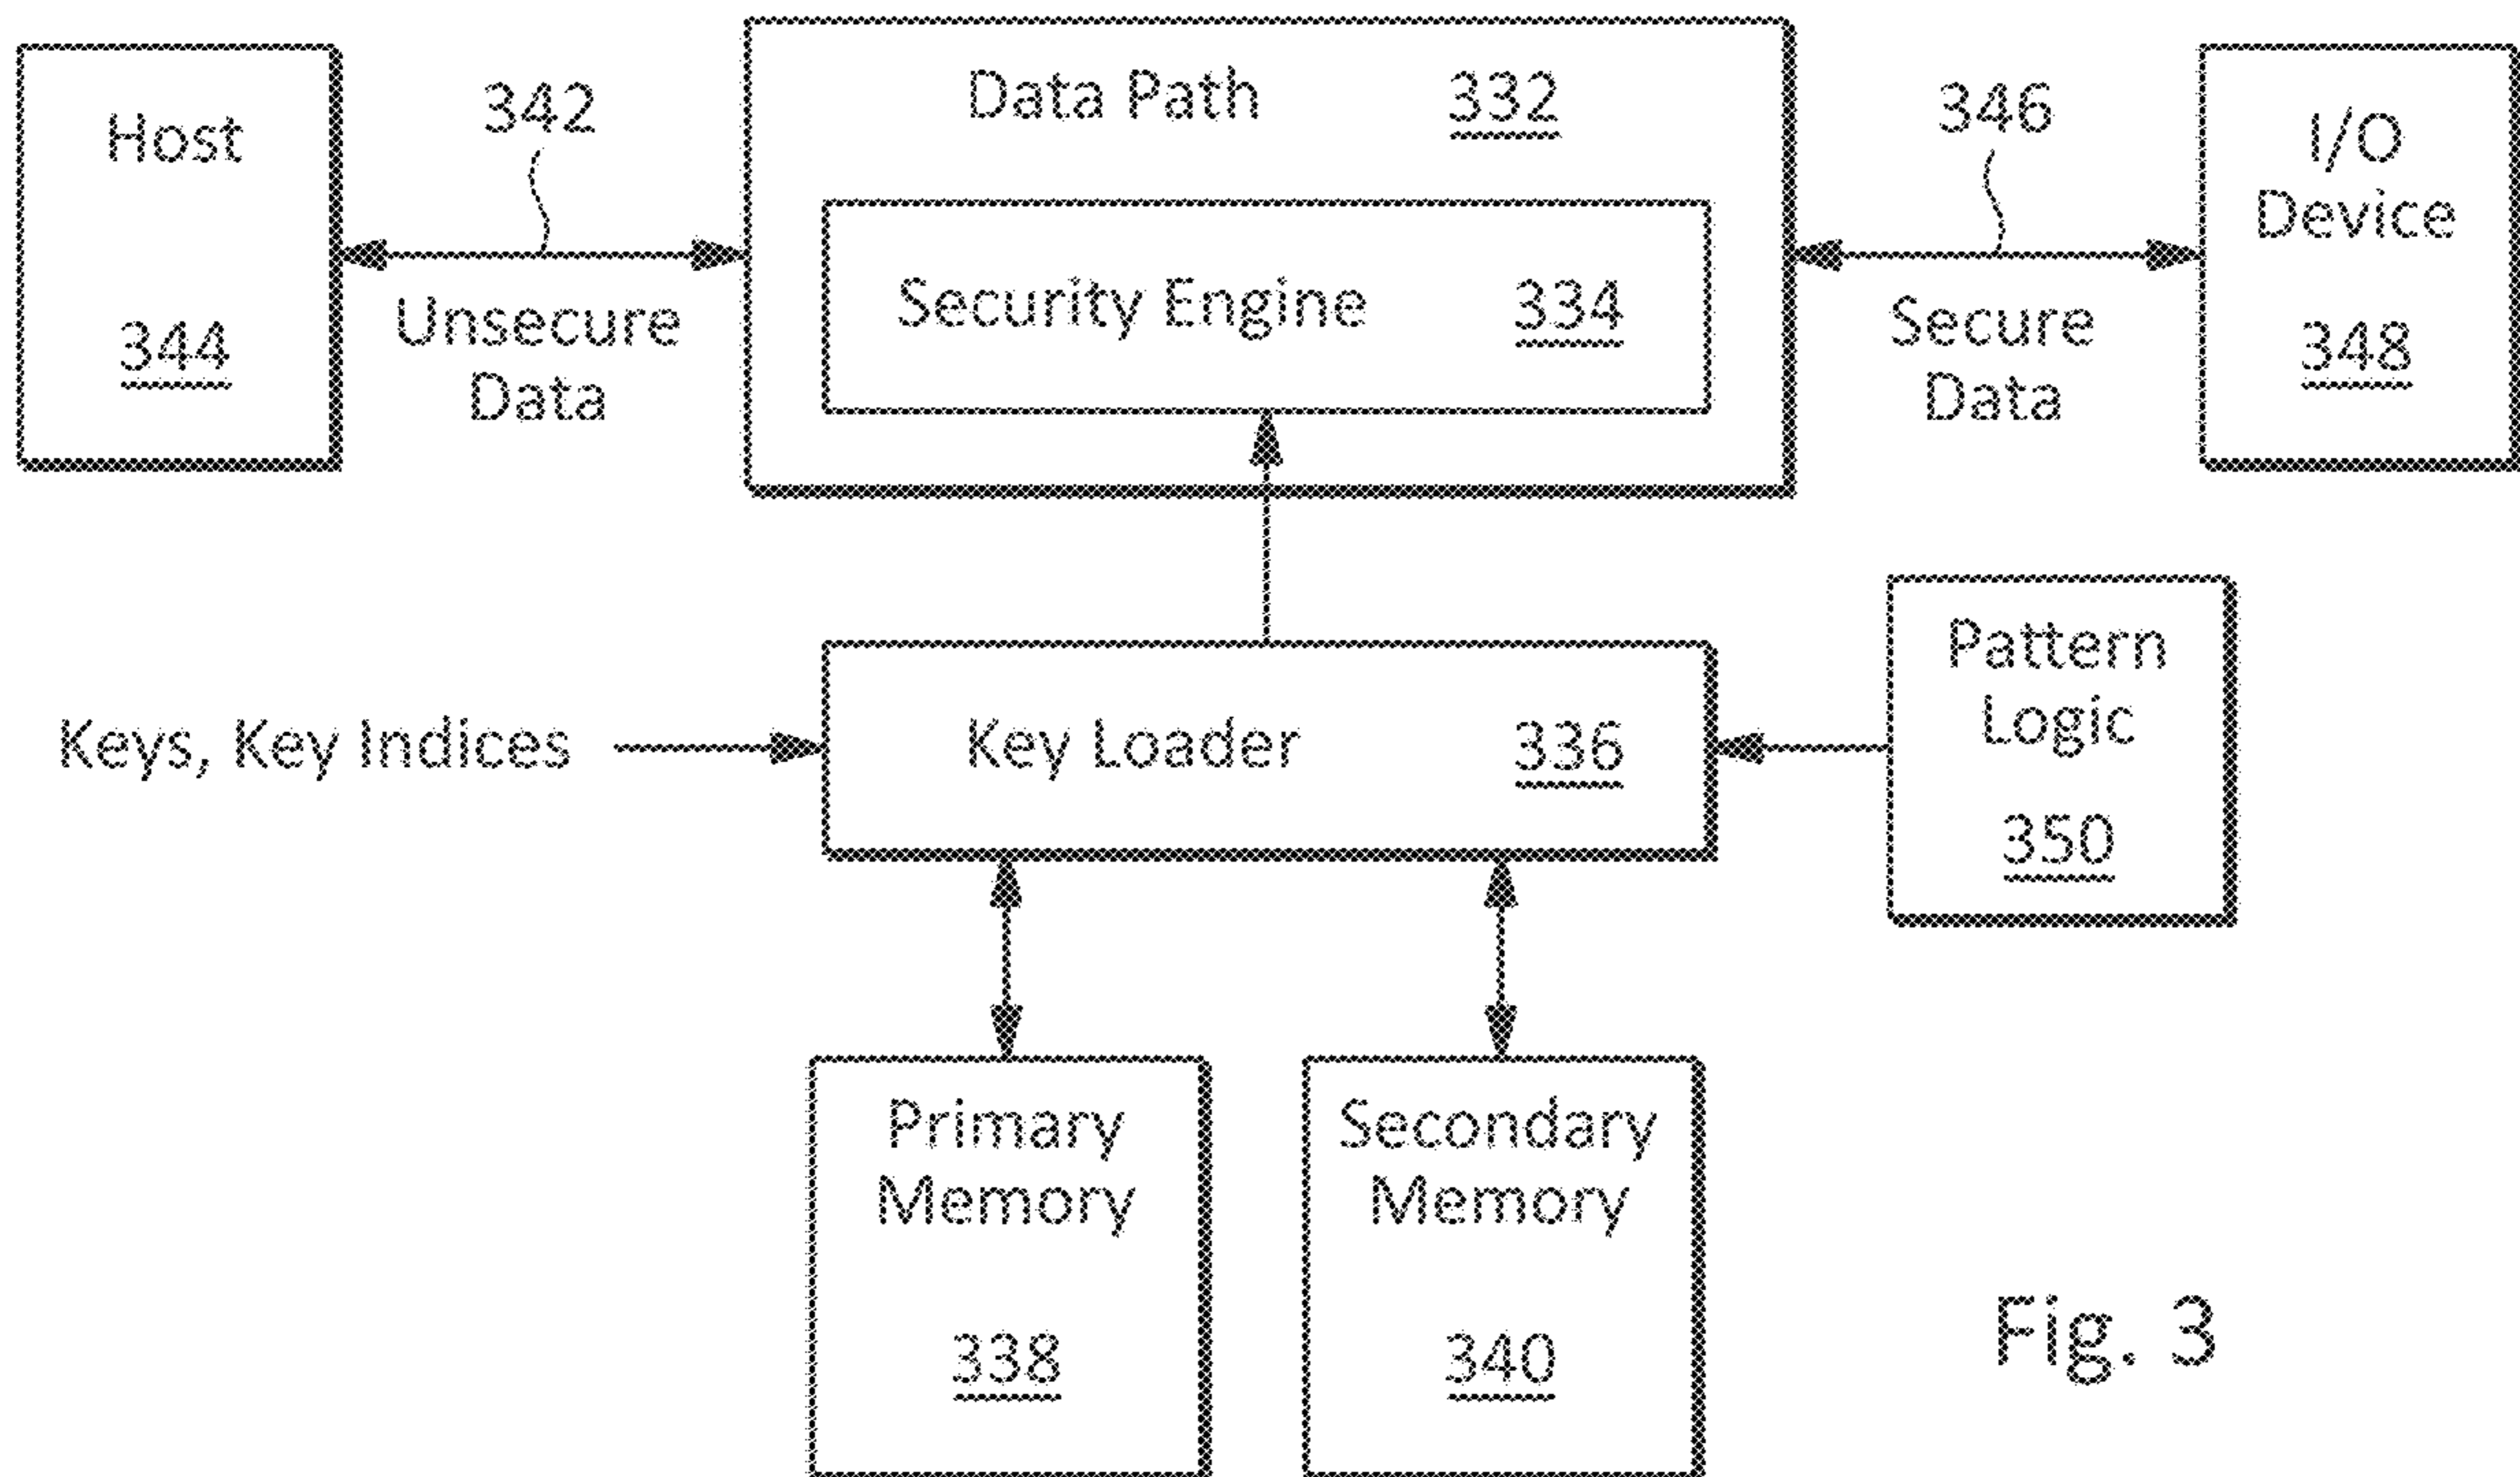 Host
344
342
Unsecure
Data
Data Path 332
Security Engine 334
346
Secure
Data
I/O
Device
348
Keys, Key Indices
Key Loader 336
Pattern
Logic
350
Primary
Memory
338
Secondary
Memory
340
Fig. 3